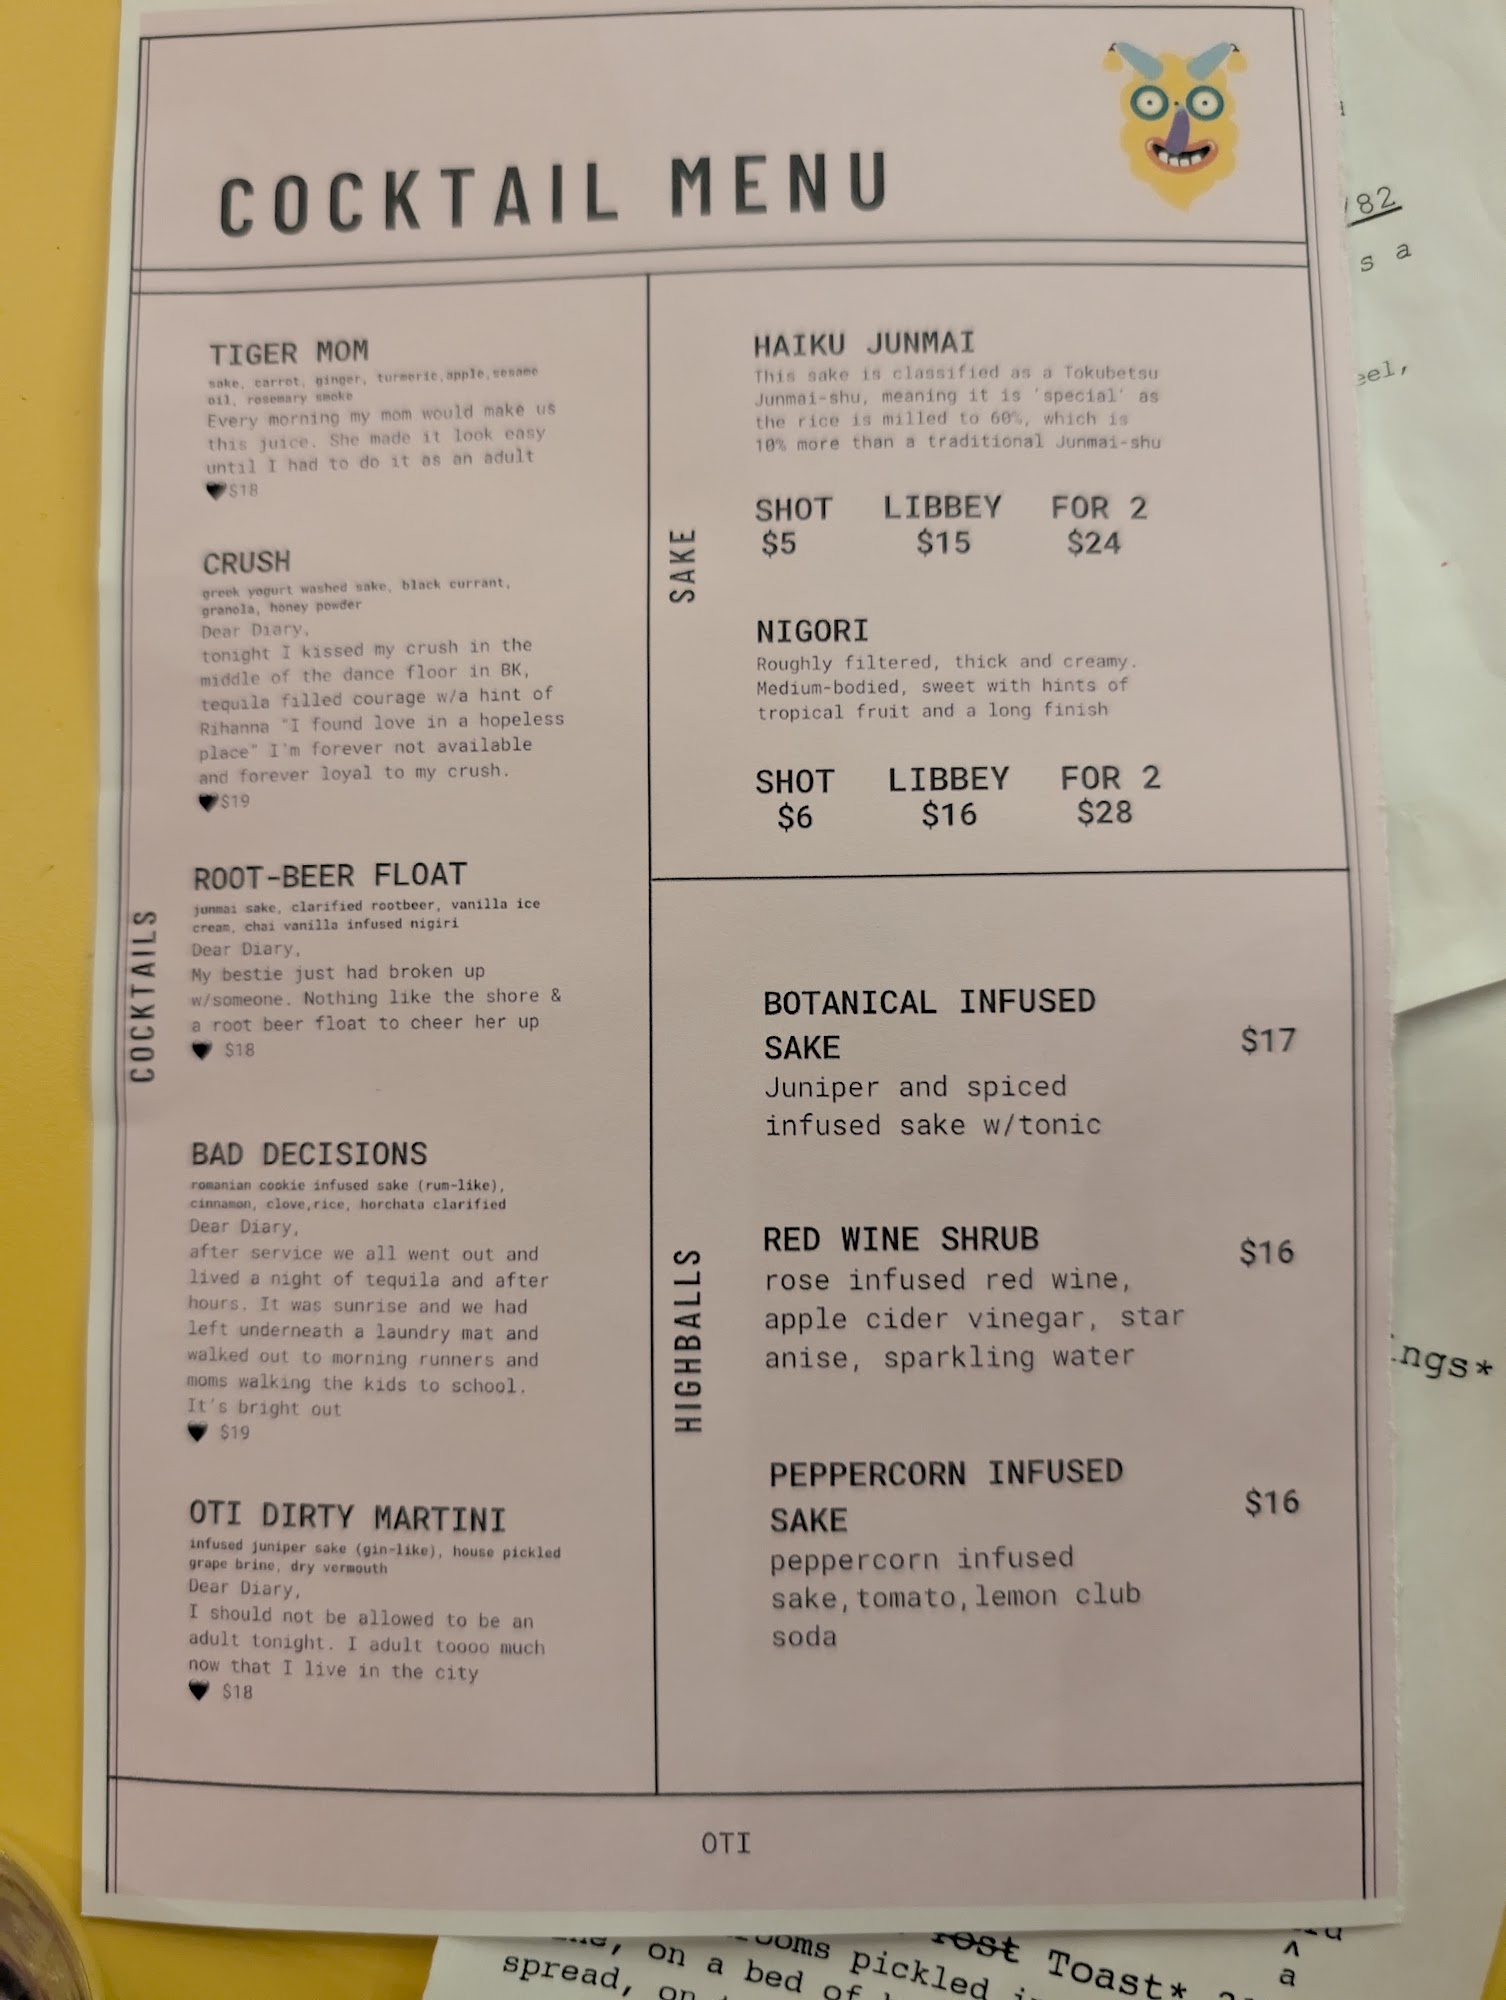 COCKTAIL MENU
COCKTAILS
TIGER MOM
sake, carrot, ginger, turmeric,apple,sesame
oil, rosemary smoke
Every morning my mom would make us
this juice. She made it look easy
until I had to do it as an adult
🖤$18
CRUSH
greek yogurt washed sake, black currant,
granola, honey powder
Dear Diary,
tonight I kissed my crush in the
middle of the dance floor in BK,
tequila filled courage w/a hint of
Rihanna "I found love in a hopeless
place" I'm forever not available
and forever loyal to my crush.
🖤$19
ROOT-BEER FLOAT
junmai sake, clarified rootbeer, vanilla ice
cream, chai vanilla infused nigiri
Dear Diary,
My bestie just had broken up
w/someone. Nothing like the shore &
a root beer float to cheer her up
🖤 $18
BAD DECISIONS
romanian cookie infused sake (rum-like),
cinnamon, clove,rice, horchata clarified
Dear Diary,
after service we all went out and
lived a night of tequila and after
hours. It was sunrise and we had
left underneath a laundry mat and
walked out to morning runners and
moms walking the kids to school.
It's bright out
🖤 $19
OTI DIRTY MARTINI
infused juniper sake (gin-like), house pickled
grape brine, dry vermouth
Dear Diary,
I should not be allowed to be an
adult tonight. I adult toooo much
now that I live in the city
🖤 $18
SAKE
HAIKU JUNMAI
This sake is classified as a Tokubetsu
Junmai-shu, meaning it is 'special' as
the rice is milled to 60%, which is
10% more than a traditional Junmai-shu
SHOT LIBBEY FOR 2
$5 $15 $24
NIGORI
Roughly filtered, thick and creamy.
Medium-bodied, sweet with hints of
tropical fruit and a long finish
SHOT LIBBEY FOR 2
$6 $16 $28
HIGHBALLS
BOTANICAL INFUSED
SAKE $17
Juniper and spiced
infused sake w/tonic
RED WINE SHRUB $16
rose infused red wine,
apple cider vinegar, star
anise, sparkling water
PEPPERCORN INFUSED
SAKE $16
peppercorn infused
sake,tomato,lemon club
soda
OTI
82
s a
eel,
ngs*
Toast*
on a bed of
ooms pickled
spread, on
a